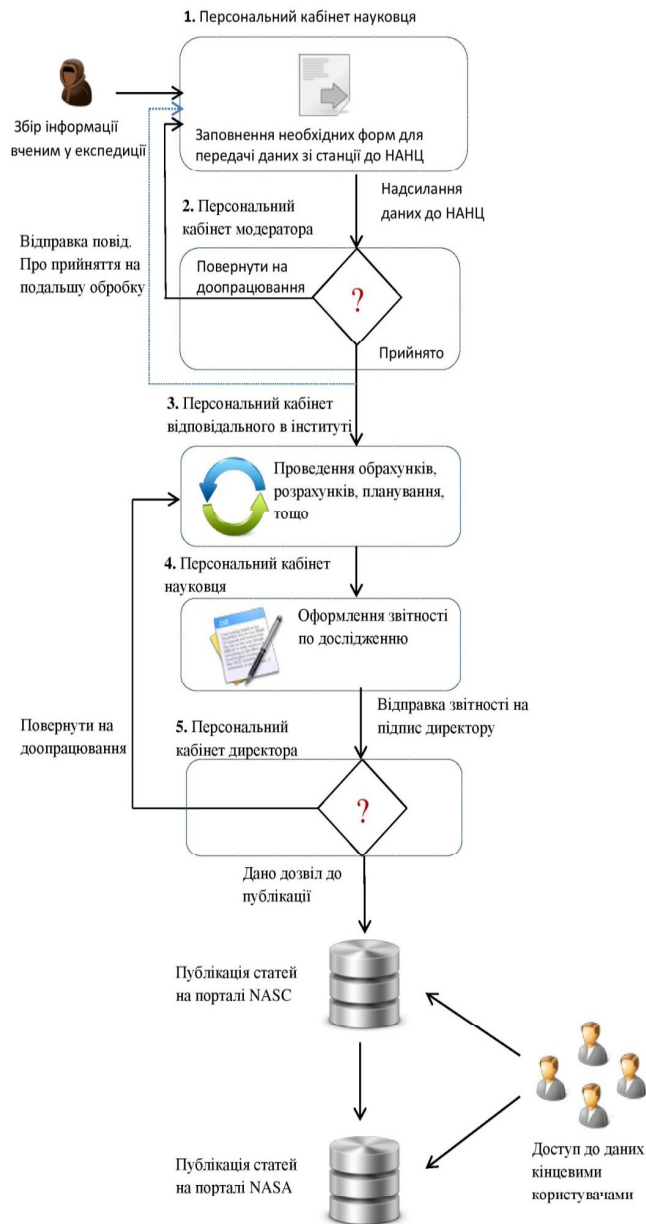 1. Персональний кабінет науковця
Збір інформації
вченим у експедиції
Заповнення необхідних форм для
передачі даних зі станції до НАНЦ
Надсилання
даних до НАНЦ
2. Персональний
кабінет модератора
Відправка повід.
Про прийняття на
подальшу обробку
Повернути на
доопрацювання
?
Прийнято
3. Персональний кабінет
відповідального в інституті
Проведення обрахунків,
розрахунків, планування,
тощо
4. Персональний кабінет
науковця
Оформлення звітності
по дослідженню
Відправка звітності на
підпис директору
Повернути на
доопрацювання
5. Персональний
кабінет директора
?
Дано дозвіл до
публікації
Публікація статей
на порталі NASC
Публікація статей
на порталі NASA
Доступ до даних
кінцевими
користувачами